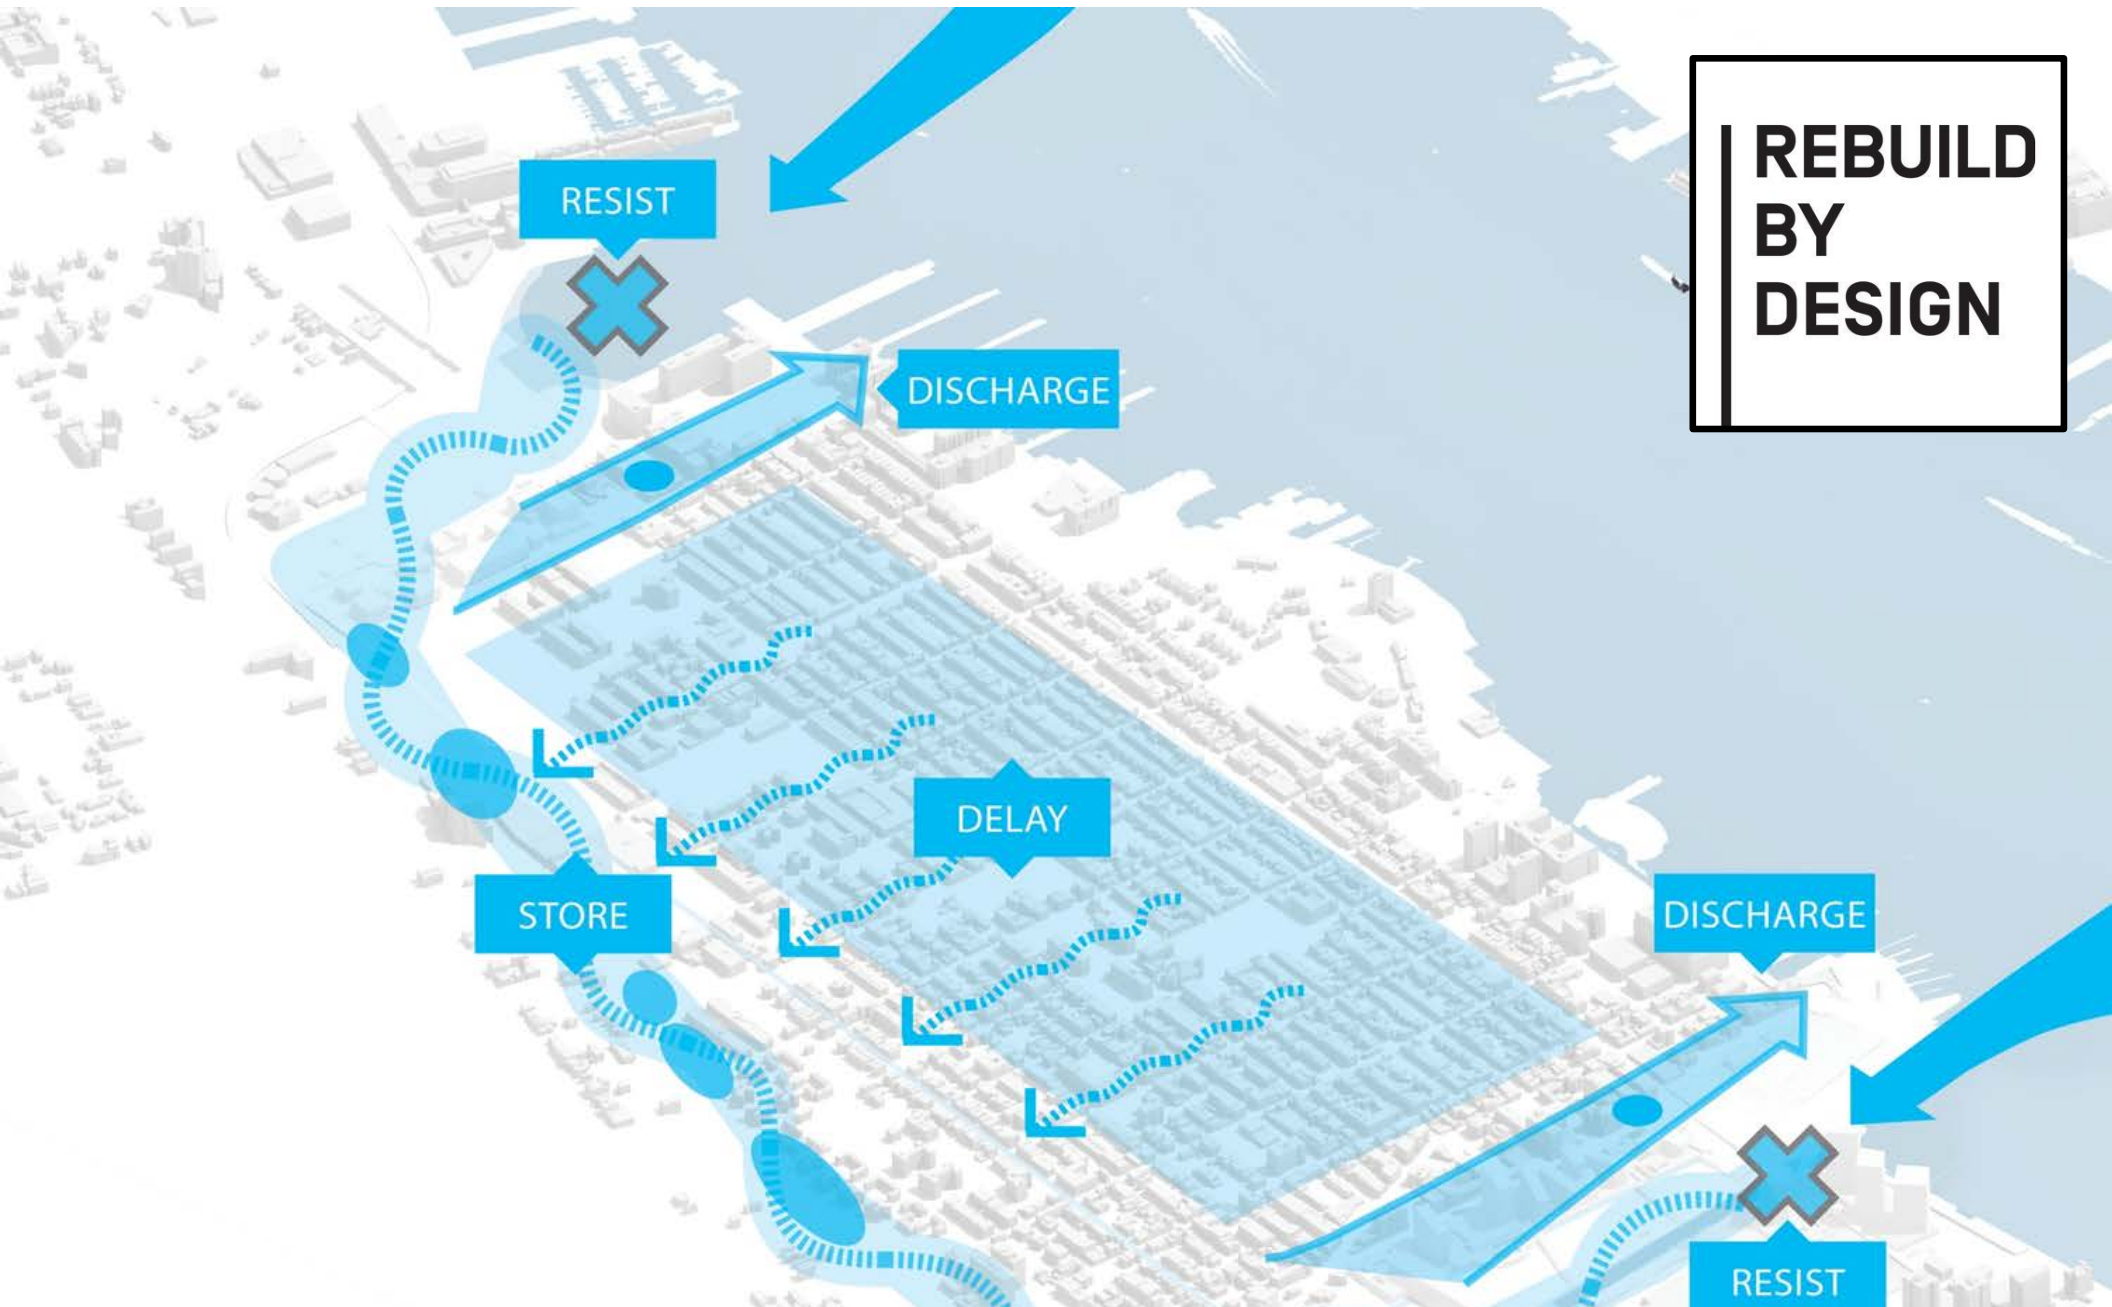 RESIST
REBUILD
BY
DESIGN
DISCHARGE
DELAY
STORE
DISCHARGE
RESIST